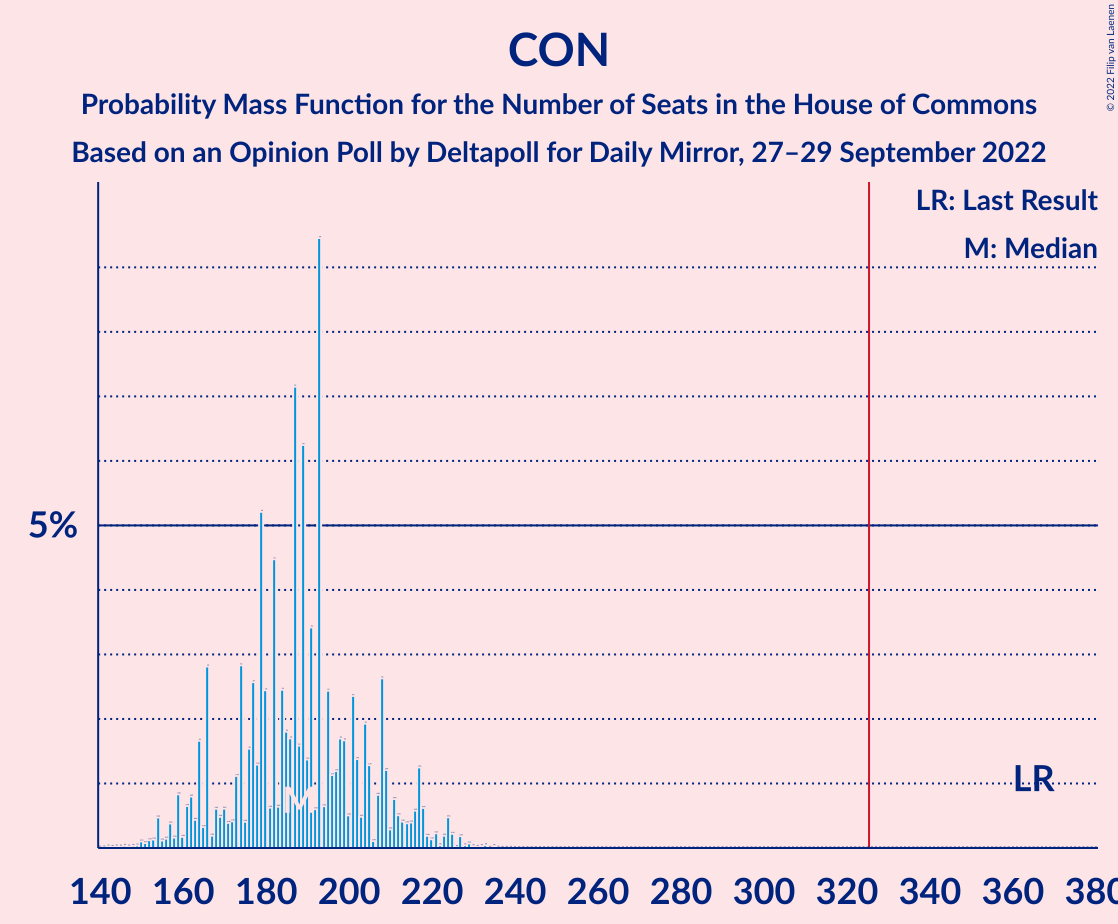 CON
Probability Mass Function for the Number of Seats in the House of Commons
Based on an Opinion Poll by Deltapoll for Daily Mirror, 27–29 September 2022
© 2022 Filip van Laenen
LR: Last Result
M: Median
5%
M
LR
140 160 180 200 220 240 260 280 300 320 340 360 380